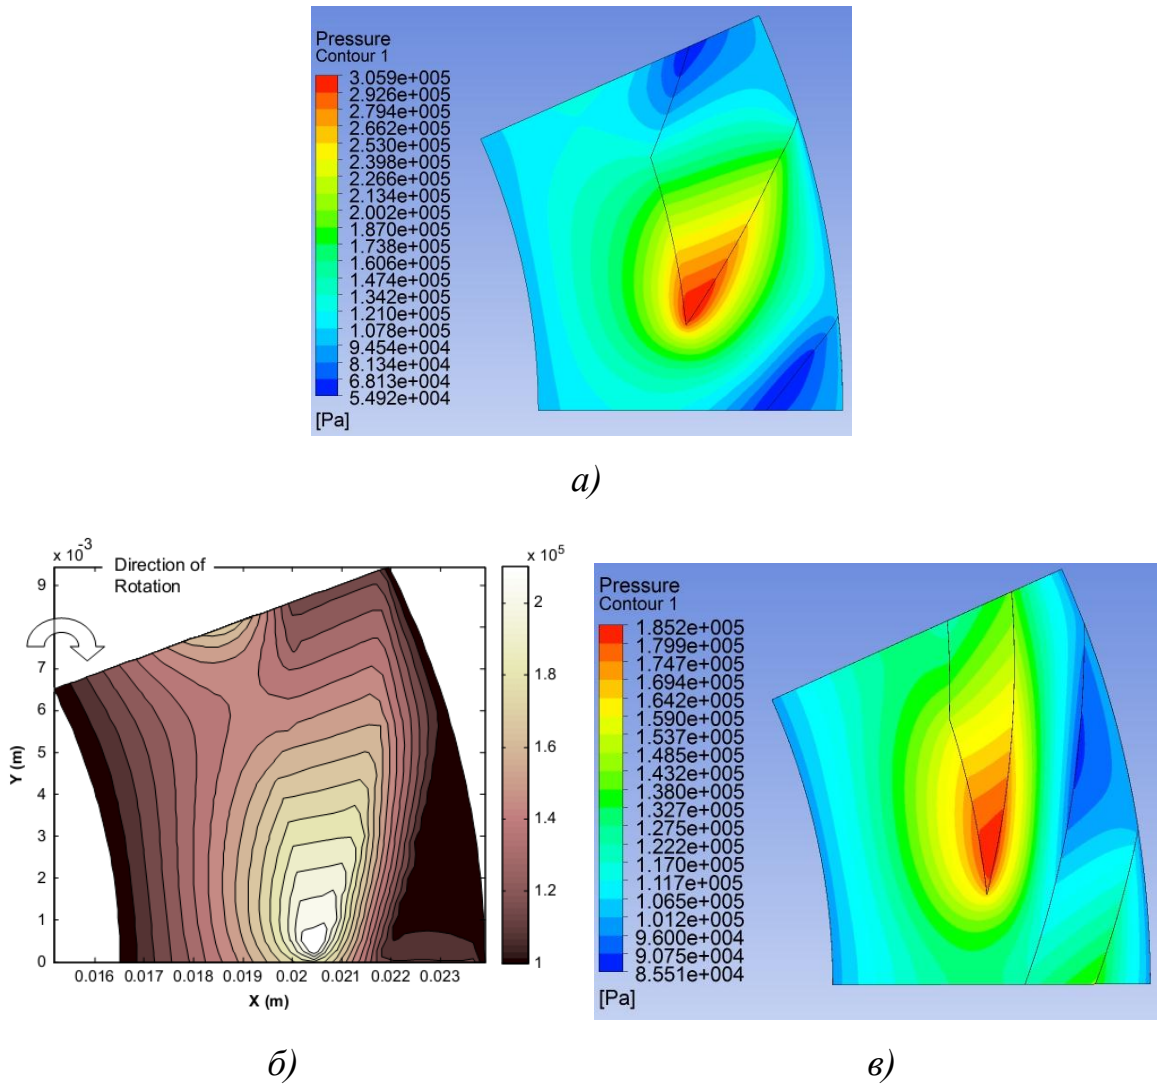 Pressure
Contour 1
3.059e+005
2.926e+005
2.794e+005
2.662e+005
2.530e+005
2.398e+005
2.266e+005
2.134e+005
2.002e+005
1.870e+005
1.738e+005
1.606e+005
1.474e+005
1.342e+005
1.210e+005
1.078e+005
9.454e+004
8.134e+004
6.813e+004
5.492e+004
[Pa]
а)
x 10-3
Direction of
Rotation
9
8
7
6
5
4
3
2
1
0
Y (m)
0.016 0.017 0.018 0.019 0.02 0.021 0.022 0.023
X (m)
x 10⁵
2
1.8
1.6
1.4
1.2
1
б)
Pressure
Contour 1
1.852e+005
1.799e+005
1.747e+005
1.694e+005
1.642e+005
1.590e+005
1.537e+005
1.485e+005
1.432e+005
1.380e+005
1.327e+005
1.275e+005
1.222e+005
1.170e+005
1.117e+005
1.065e+005
1.012e+005
9.600e+004
9.075e+004
8.551e+004
[Pa]
в)